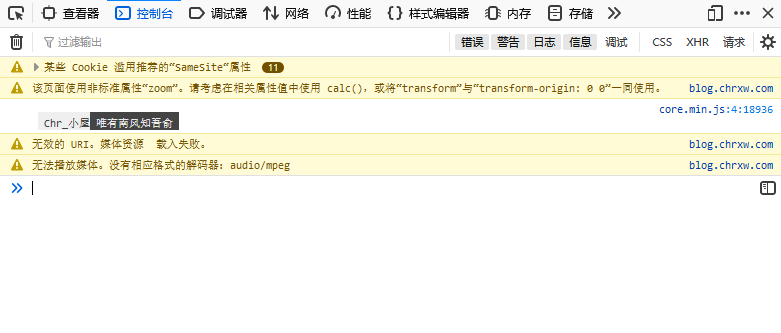 查看器 控制台 调试器 网络 性能 样式编辑器 内存 存储
过滤输出 错误 警告 日志 信息 调试 CSS XHR 请求
某些 Cookie 滥用推荐的“SameSite“属性 11
该页面使用非标准属性“zoom”。请考虑在相关属性值中使用 calc()，或将“transform”与“transform-origin: 0 0”一同使用。 blog.chrxw.com
core.min.js:4:18936
Chr_小屋 唯有南风知吾俞
无效的 URI。媒体资源 载入失败。 blog.chrxw.com
无法播放媒体。没有相应格式的解码器：audio/mpeg blog.chrxw.com